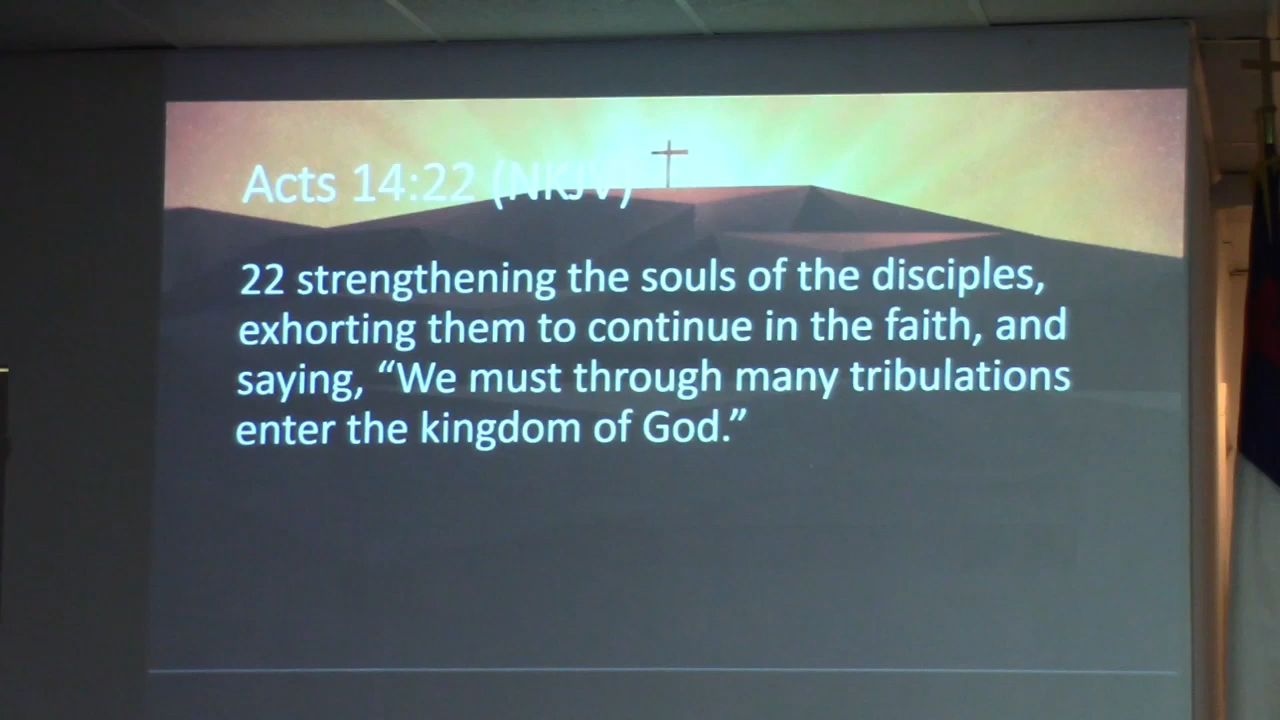 Acts 14:22 (NKJV)
22 strengthening the souls of the disciples,
exhorting them to continue in the faith, and
saying, “We must through many tribulations
enter the kingdom of God.”